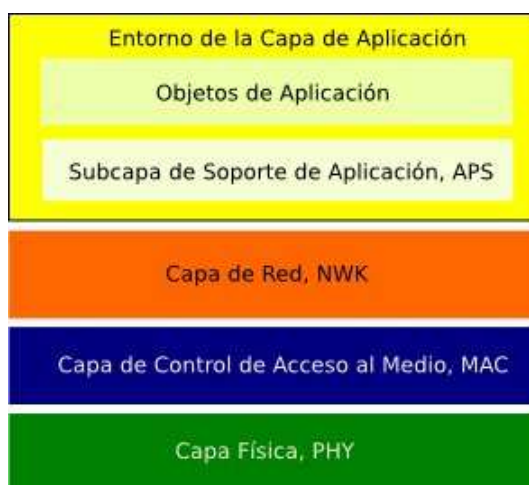 Entorno de la Capa de Aplicación
Objetos de Aplicación
Subcapa de Soporte de Aplicación, APS
Capa de Red, NWK
Capa de Control de Acceso al Medio, MAC
Capa Física, PHY